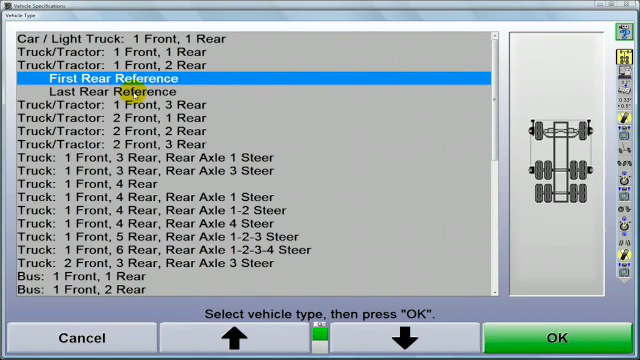 Vehicle Specifications
Vehicle Type
Car / Light Truck: 1 Front, 1 Rear
Truck/Tractor: 1 Front, 1 Rear
Truck/Tractor: 1 Front, 2 Rear
First Rear Reference
Last Rear Reference
Truck/Tractor: 1 Front, 3 Rear
Truck/Tractor: 2 Front, 1 Rear
Truck/Tractor: 2 Front, 2 Rear
Truck/Tractor: 2 Front, 3 Rear
Truck: 1 Front, 3 Rear, Rear Axle 1 Steer
Truck: 1 Front, 3 Rear, Rear Axle 3 Steer
Truck: 1 Front, 4 Rear
Truck: 1 Front, 4 Rear, Rear Axle 1 Steer
Truck: 1 Front, 4 Rear, Rear Axle 1-2 Steer
Truck: 1 Front, 4 Rear, Rear Axle 4 Steer
Truck: 1 Front, 5 Rear, Rear Axle 1-2-3 Steer
Truck: 1 Front, 6 Rear, Rear Axle 1-2-3-4 Steer
Truck: 2 Front, 3 Rear, Rear Axle 3 Steer
Bus: 1 Front, 1 Rear
Bus: 1 Front, 2 Rear
0.33"
±0.5"
Select vehicle type, then press "OK".
Cancel
OK